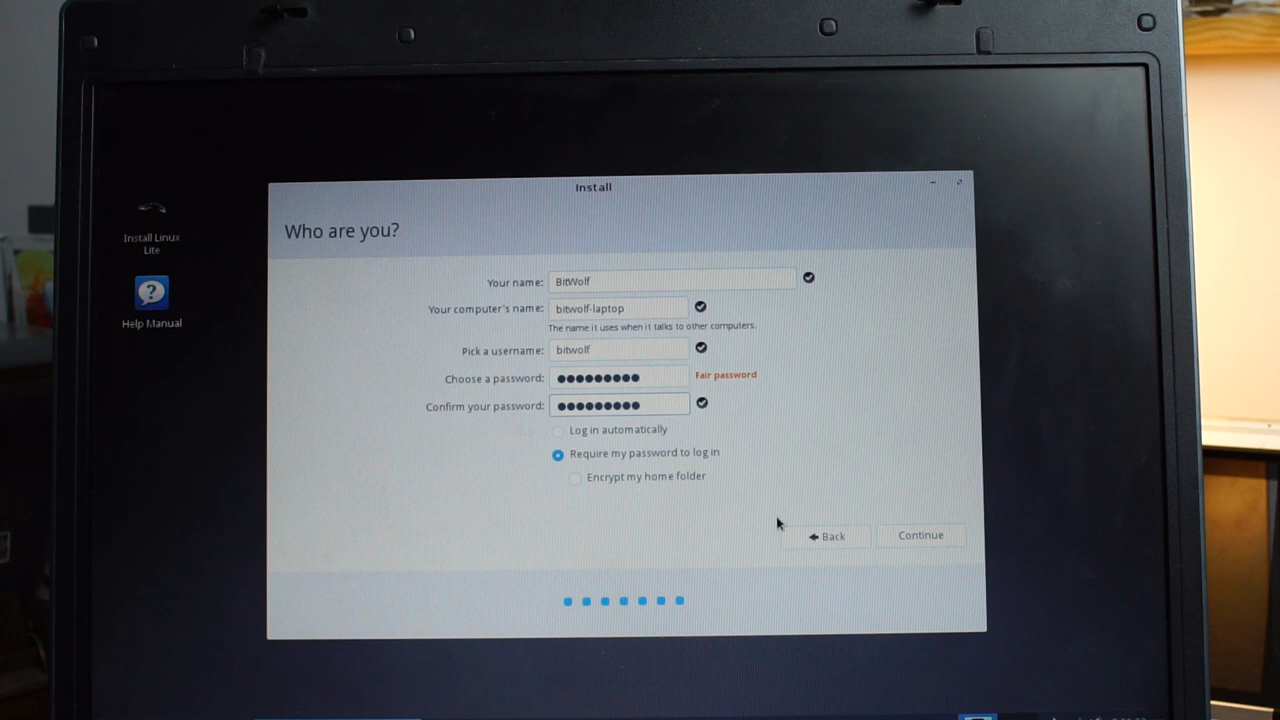 Install
Install Linux
Lite
Help Manual
Who are you?
Your name: BitWolf
Your computer's name: bitwolf-laptop
The name it uses when it talks to other computers.
Pick a username: bitwolf
Choose a password: ●●●●●●●●● Fair password
Confirm your password: ●●●●●●●●●
Log in automatically
Require my password to log in
Encrypt my home folder
Back Continue